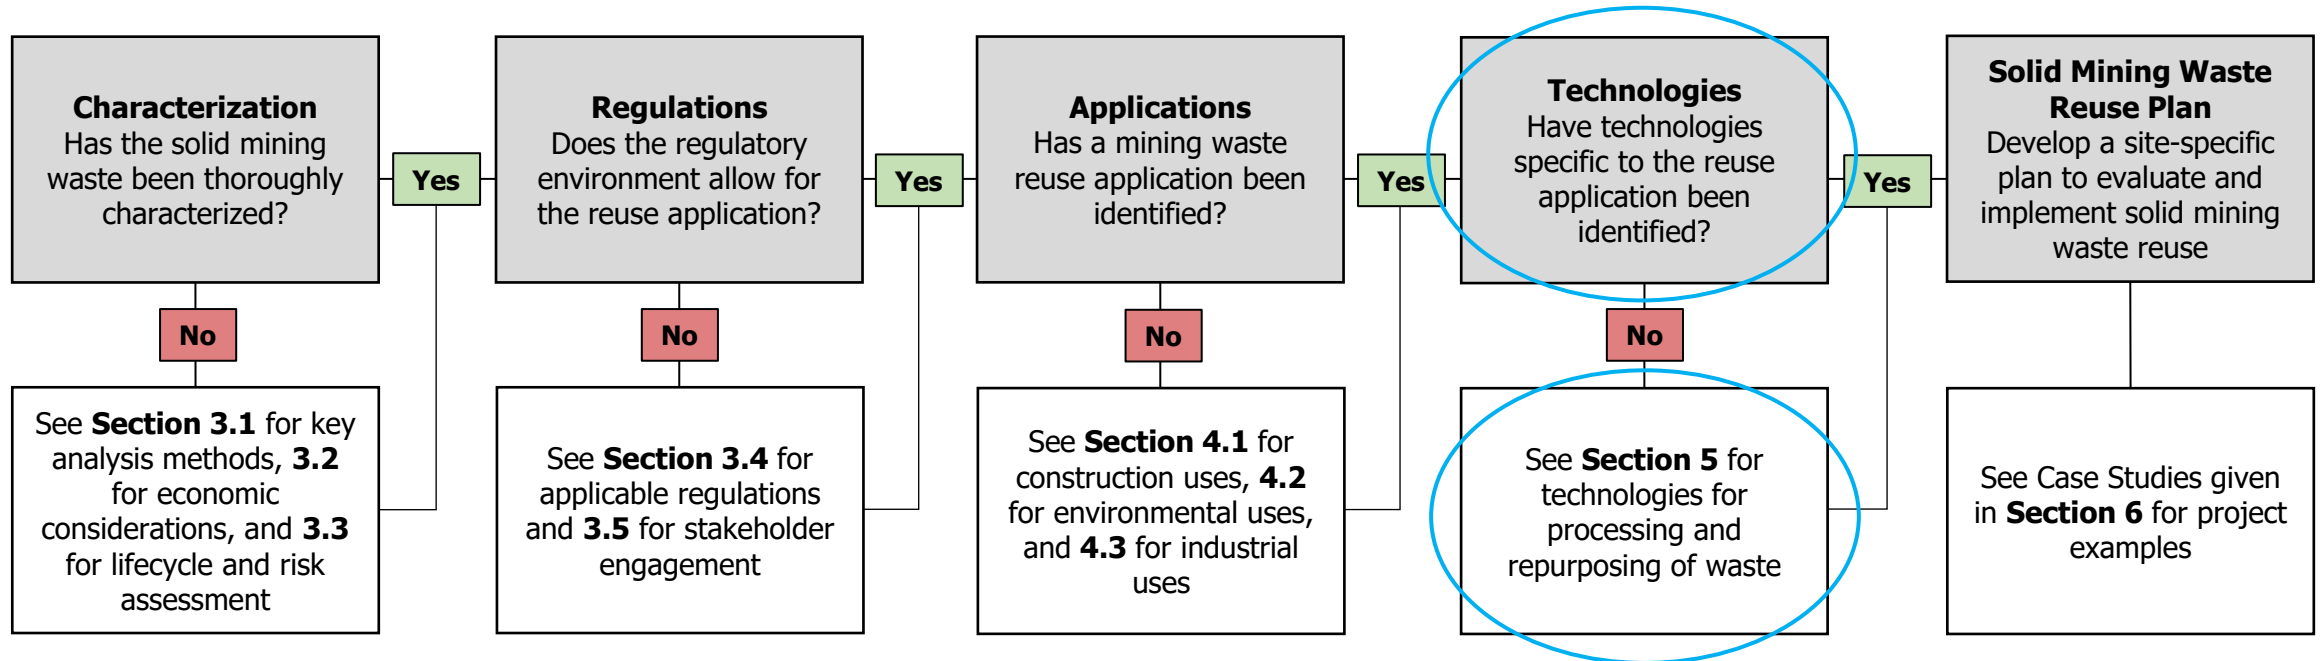 Characterization
Has the solid mining
waste been thoroughly
characterized?
Yes
Regulations
Does the regulatory
environment allow for
the reuse application?
Yes
Applications
Has a mining waste
reuse application been
identified?
Yes
Technologies
Have technologies
specific to the reuse
application been
identified?
Yes
Solid Mining Waste
Reuse Plan
Develop a site-specific
plan to evaluate and
implement solid mining
waste reuse
No
No
No
No
See Section 3.1 for key
analysis methods, 3.2
for economic
considerations, and 3.3
for lifecycle and risk
assessment
See Section 3.4 for
applicable regulations
and 3.5 for stakeholder
engagement
See Section 4.1 for
construction uses, 4.2
for environmental uses,
and 4.3 for industrial
uses
See Section 5 for
technologies for
processing and
repurposing of waste
See Case Studies given
in Section 6 for project
examples